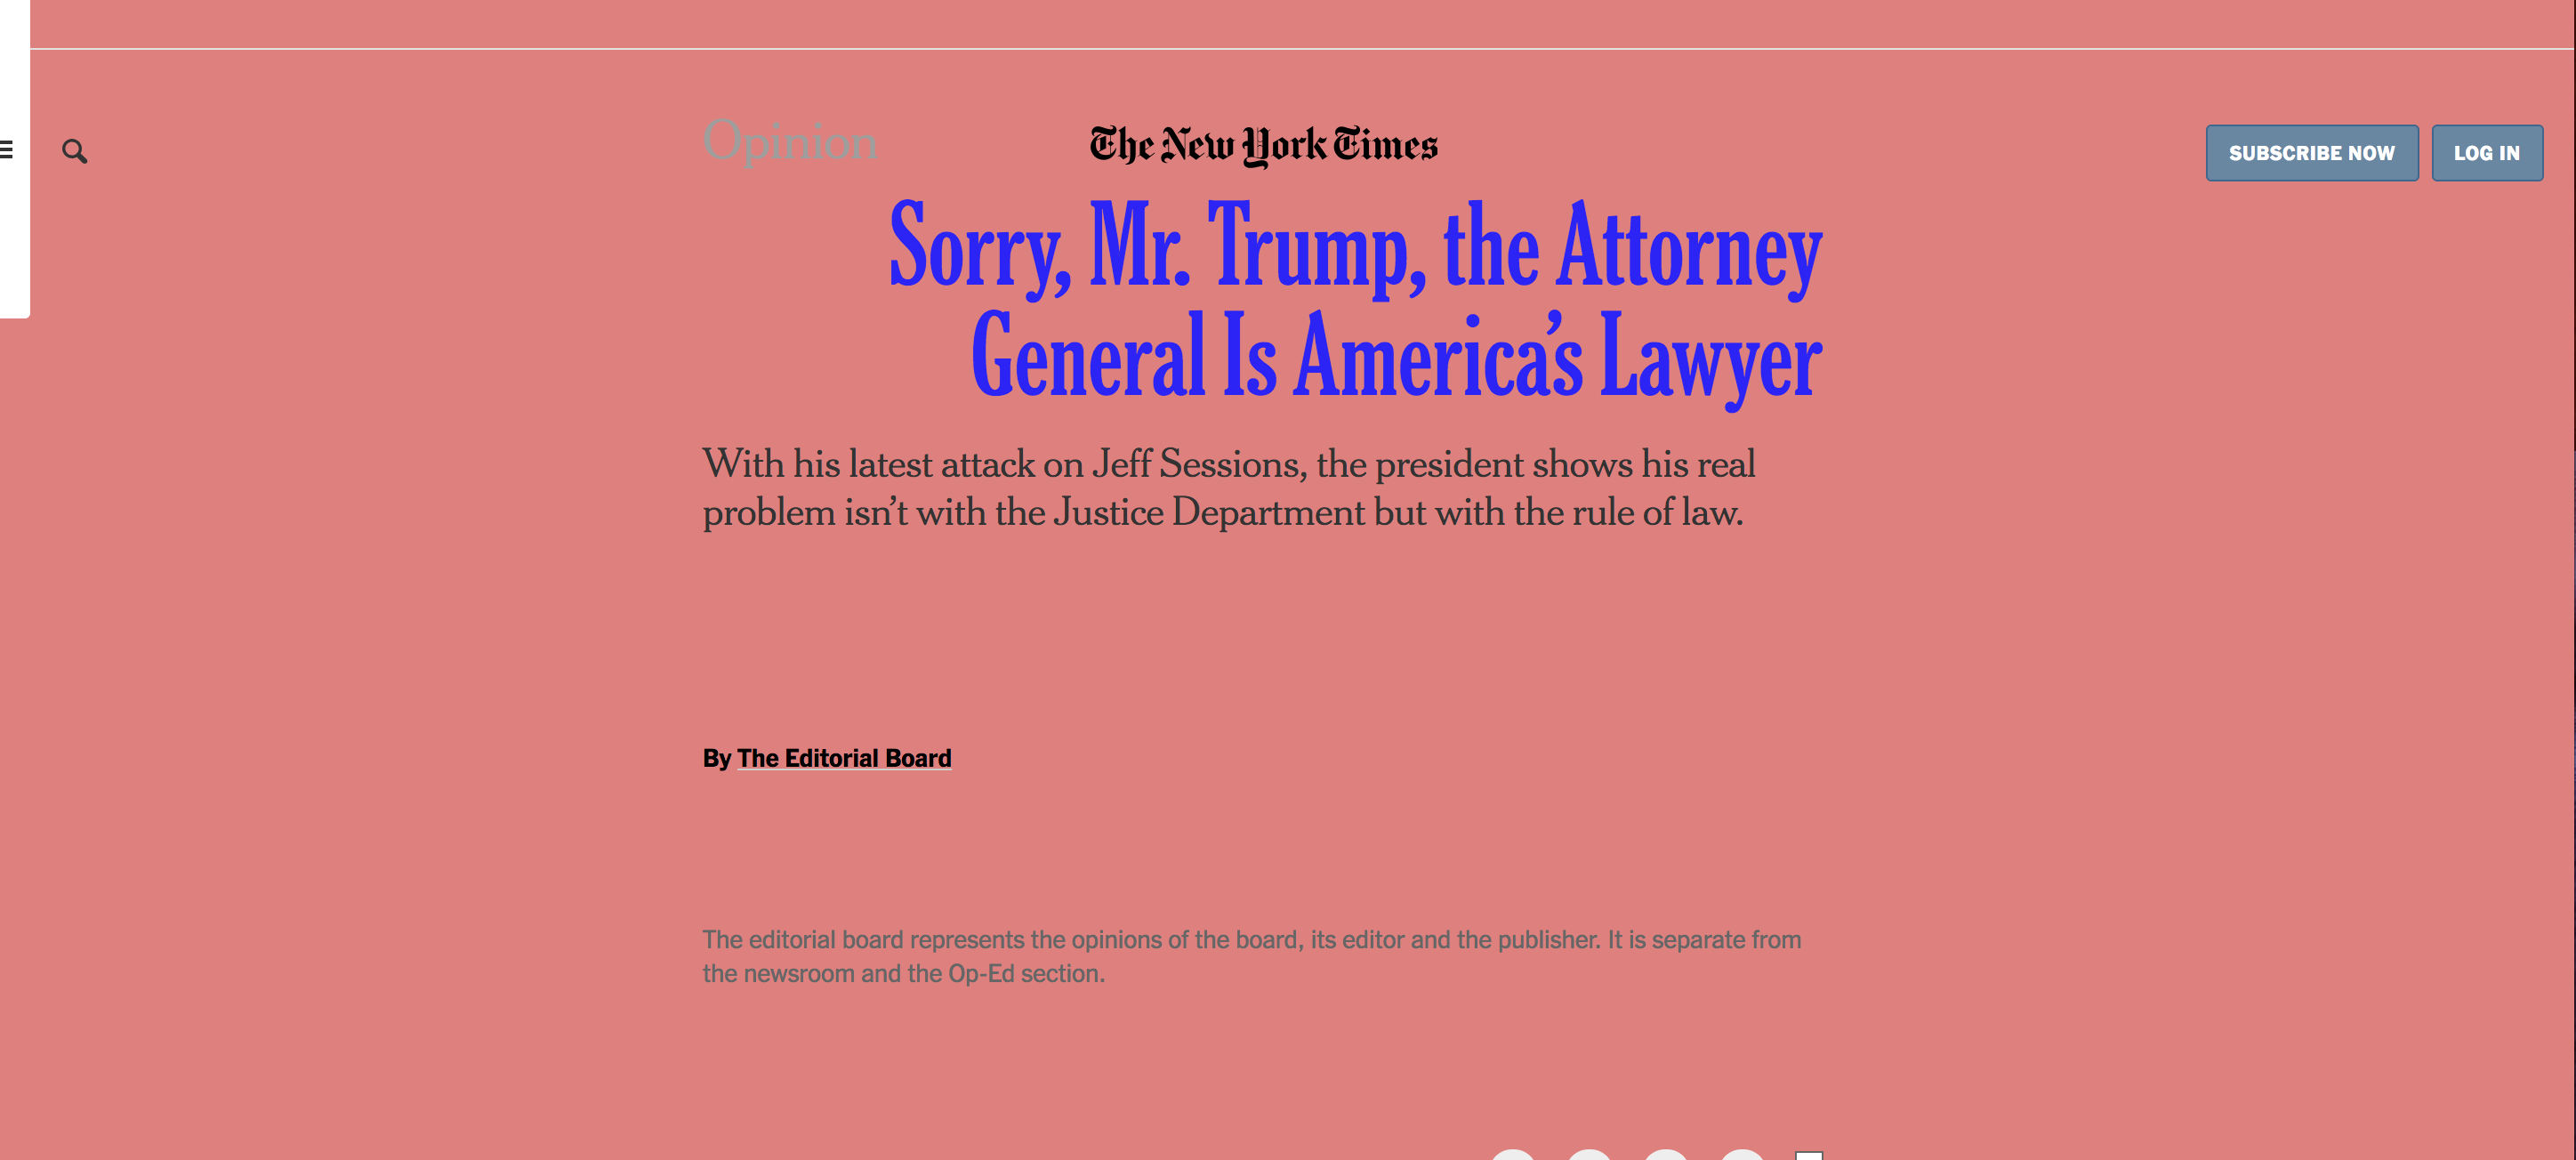 Opinion
The New York Times
SUBSCRIBE NOW
LOG IN
Sorry, Mr. Trump, the Attorney
General Is America’s Lawyer
With his latest attack on Jeff Sessions, the president shows his real
problem isn’t with the Justice Department but with the rule of law.
By The Editorial Board
The editorial board represents the opinions of the board, its editor and the publisher. It is separate from
the newsroom and the Op-Ed section.